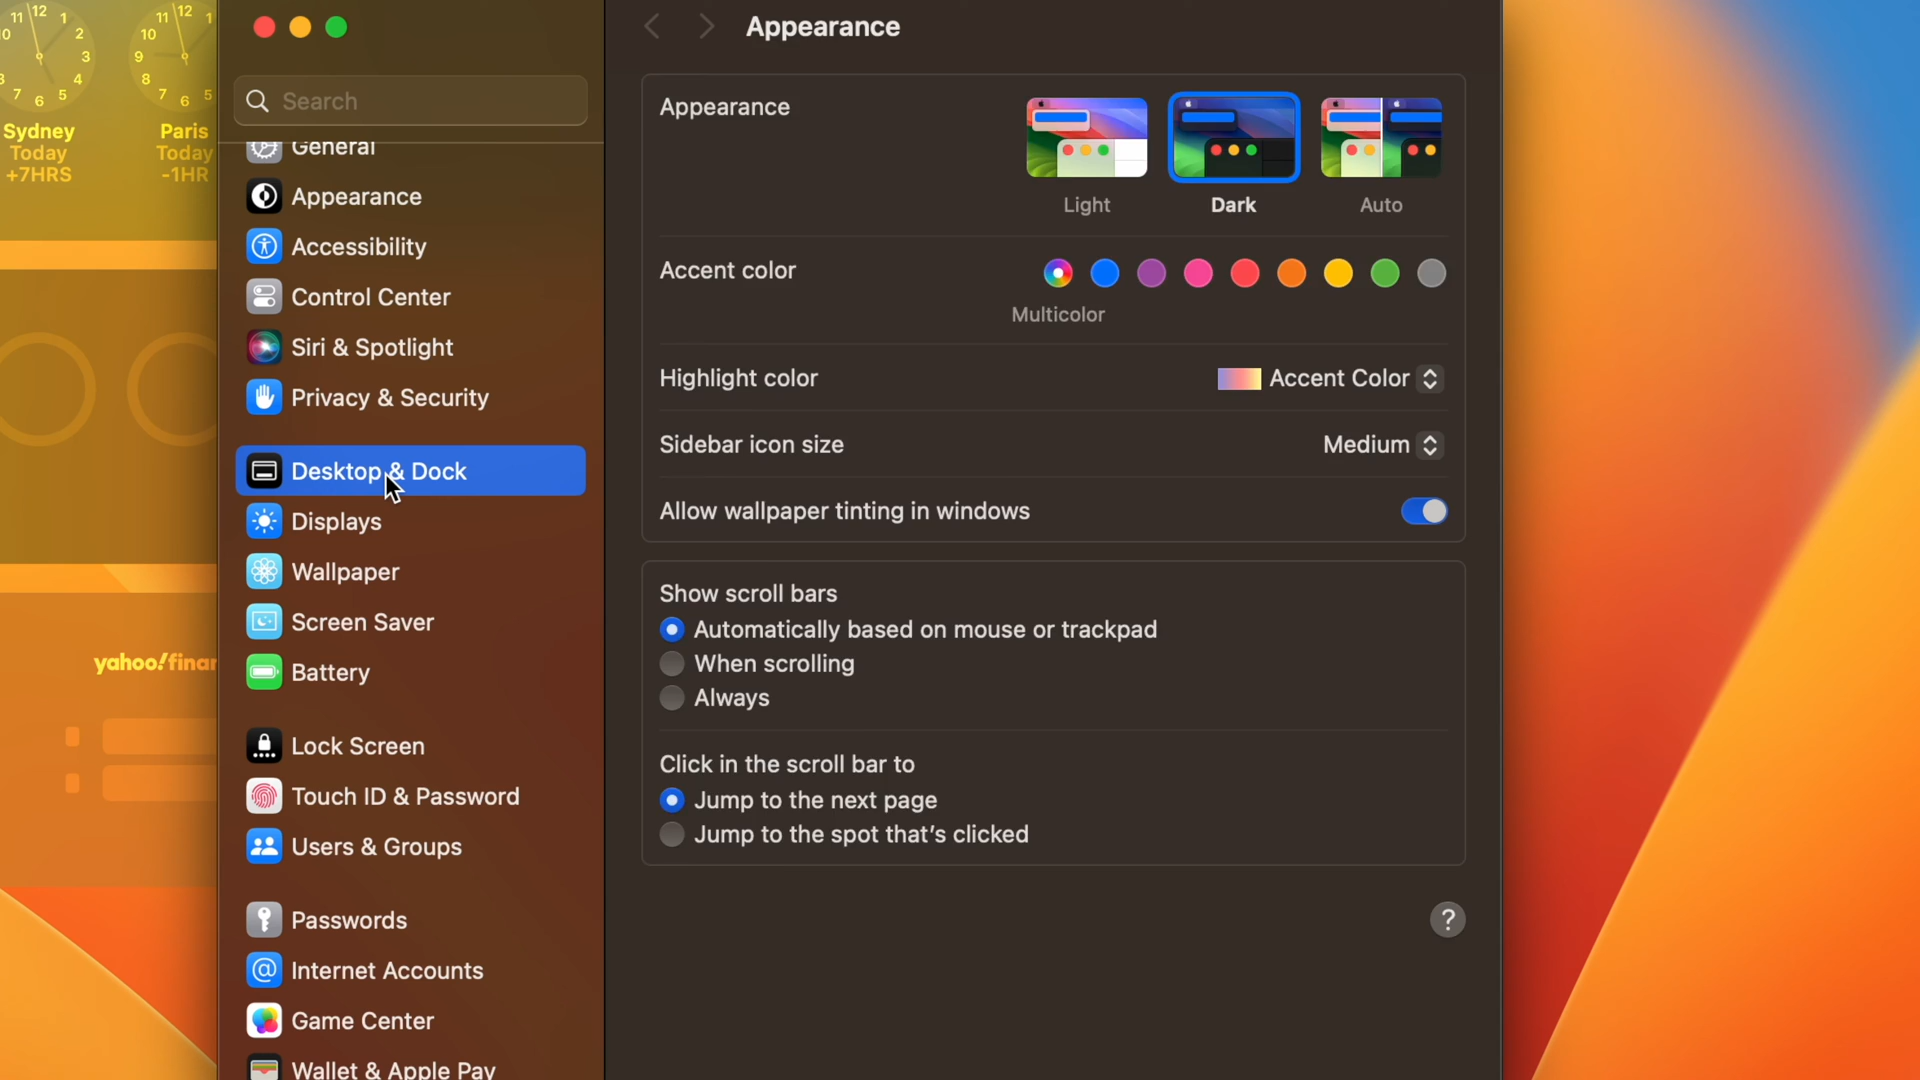 Sydney
Today
+7HRS
Paris
Today
-1HR
yahoo!finan
Search
General
Appearance
Accessibility
Control Center
Siri & Spotlight
Privacy & Security
Desktop & Dock
Displays
Wallpaper
Screen Saver
Battery
Lock Screen
Touch ID & Password
Users & Groups
Passwords
Internet Accounts
Game Center
Wallet & Apple Pay
Appearance
Appearance
Light
Dark
Auto
Accent color
Multicolor
Highlight color
Accent Color
Sidebar icon size
Medium
Allow wallpaper tinting in windows
Show scroll bars
Automatically based on mouse or trackpad
When scrolling
Always
Click in the scroll bar to
Jump to the next page
Jump to the spot that's clicked
?